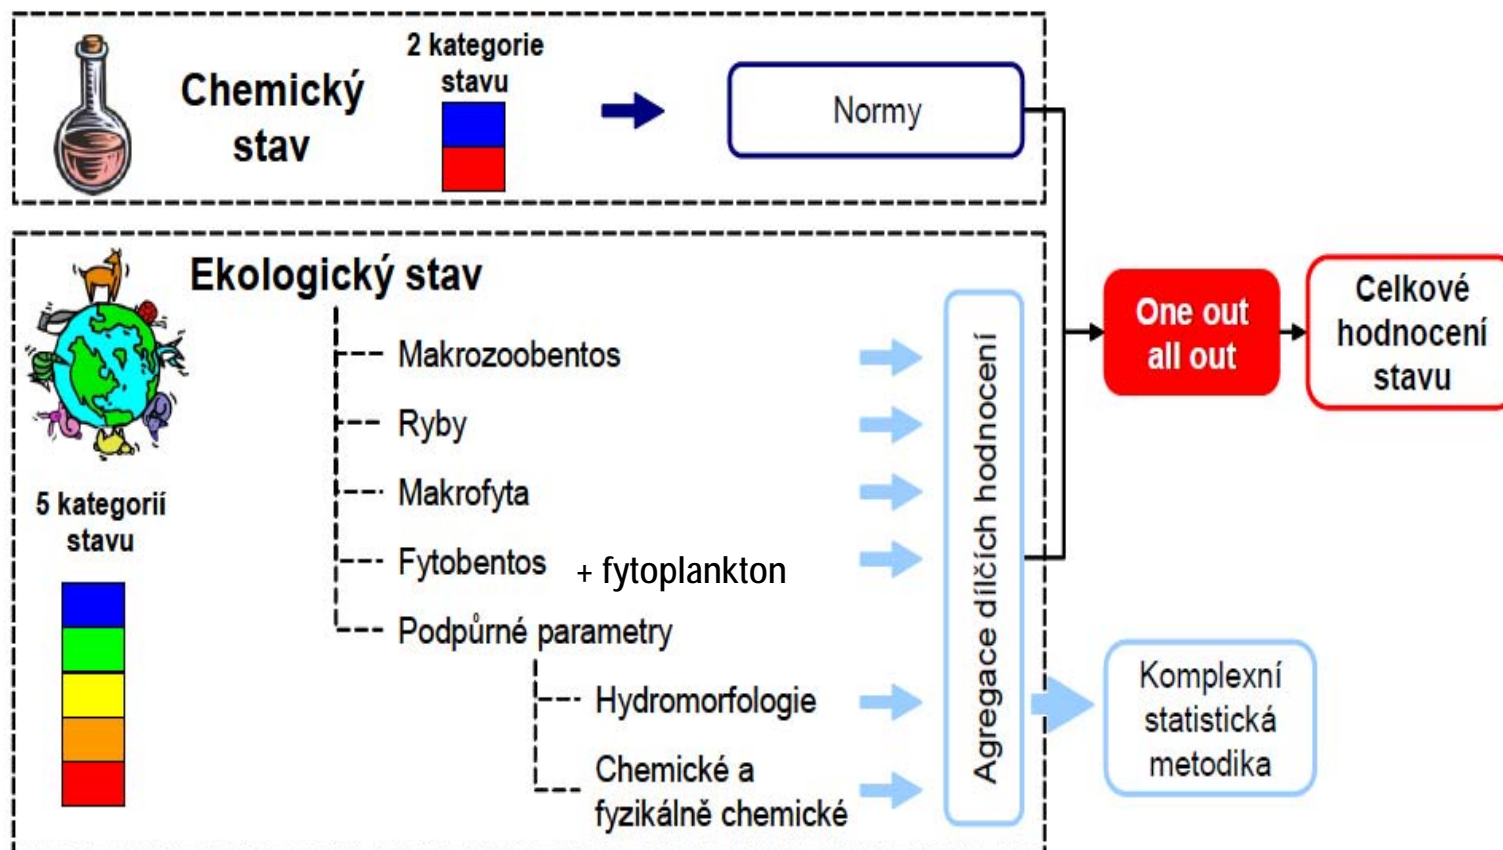 2 kategorie
stavu
Chemický
stav
Normy
Ekologický stav
Makrozoobentos
Ryby
Makrofyta
Fytobentos + fytoplankton
Podpůrné parametry
Hydromorfologie
Chemické a
fyzikálně chemické
5 kategorií
stavu
Agregace dílčích hodnocení
One out
all out
Celkové
hodnocení
stavu
Komplexní
statistická
metodika